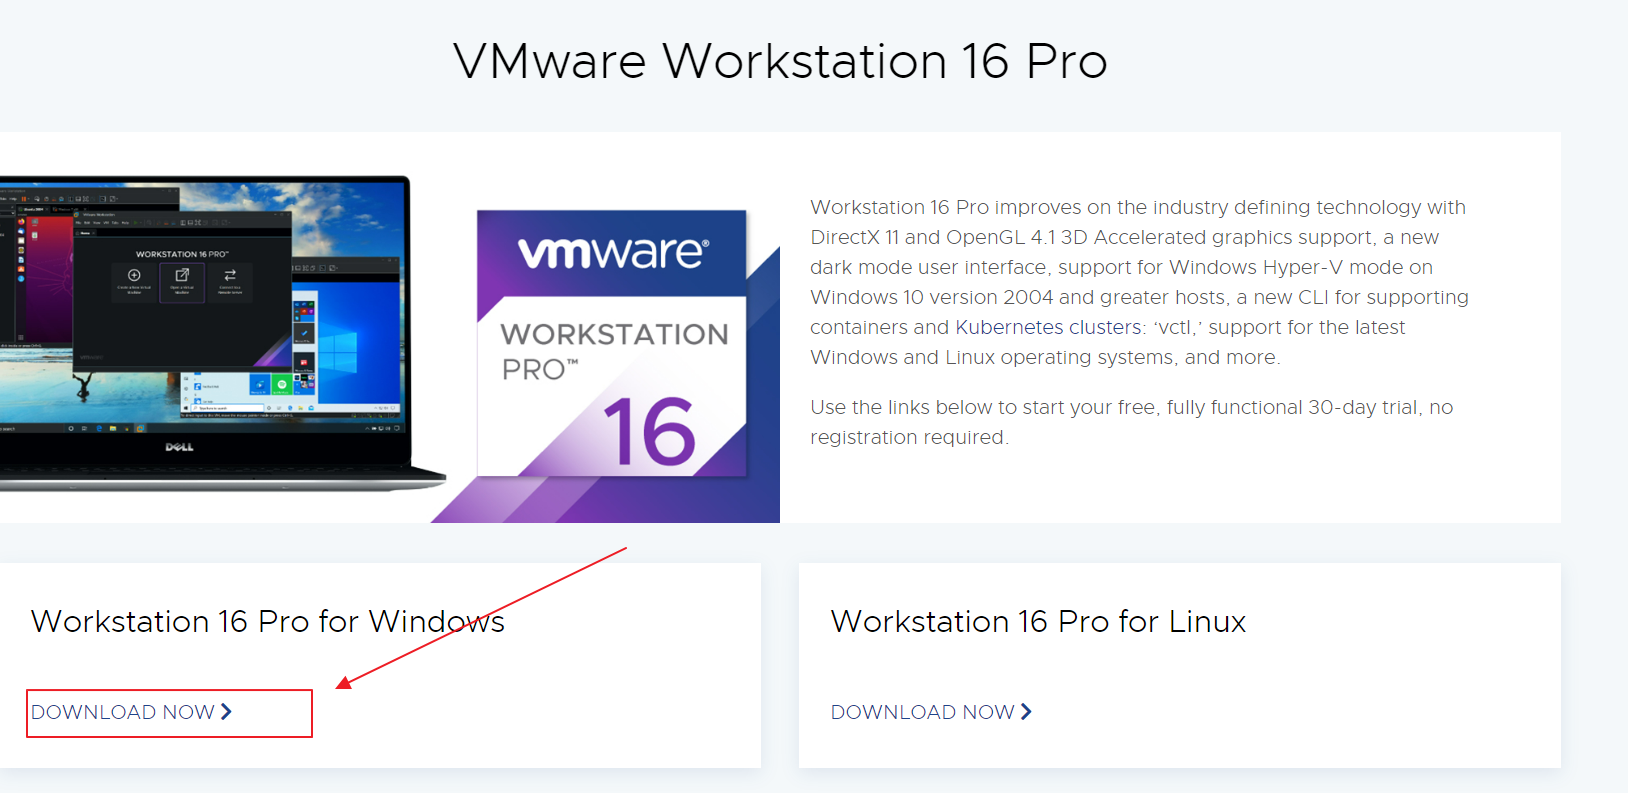 VMware Workstation 16 Pro
WORKSTATION 16 PRO™
vmware®
WORKSTATION
PRO™
16
DELL
Workstation 16 Pro improves on the industry defining technology with
DirectX 11 and OpenGL 4.1 3D Accelerated graphics support, a new
dark mode user interface, support for Windows Hyper-V mode on
Windows 10 version 2004 and greater hosts, a new CLI for supporting
containers and Kubernetes clusters: ‘vctl,’ support for the latest
Windows and Linux operating systems, and more.
Use the links below to start your free, fully functional 30-day trial, no
registration required.
Workstation 16 Pro for Windows
DOWNLOAD NOW
Workstation 16 Pro for Linux
DOWNLOAD NOW